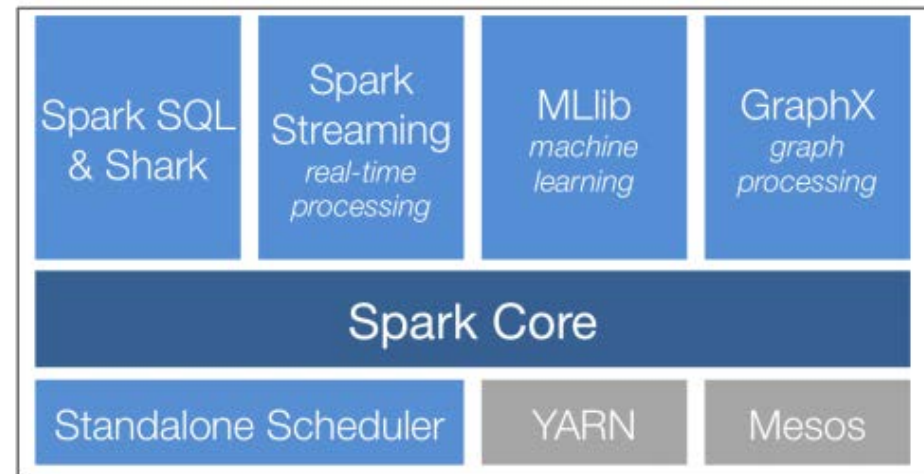 Spark SQL
& Shark
Spark
Streaming
real-time
processing
MLlib
machine
learning
GraphX
graph
processing
Spark Core
Standalone Scheduler
YARN
Mesos